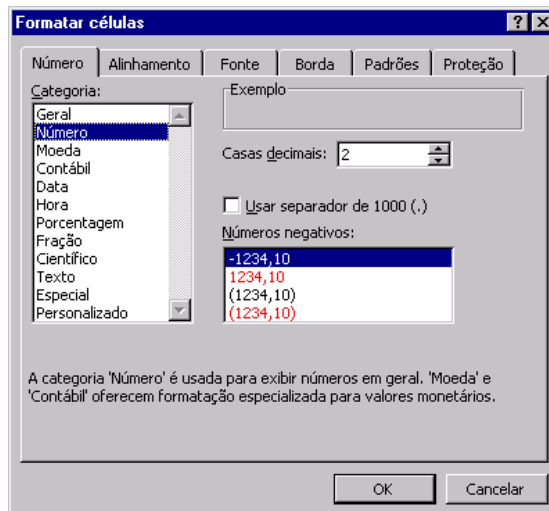 Formatar células
Número Alinhamento Fonte Borda Padrões Proteção
Categoria:
Geral
Número
Moeda
Contábil
Data
Hora
Porcentagem
Fração
Científico
Texto
Especial
Personalizado
Exemplo
Casas decimais: 2
Usar separador de 1000 (.)
Números negativos:
-1234,10
1234,10
(1234,10)
(1234,10)
A categoria 'Número' é usada para exibir números em geral. 'Moeda' e
'Contábil' oferecem formatação especializada para valores monetários.
OK Cancelar